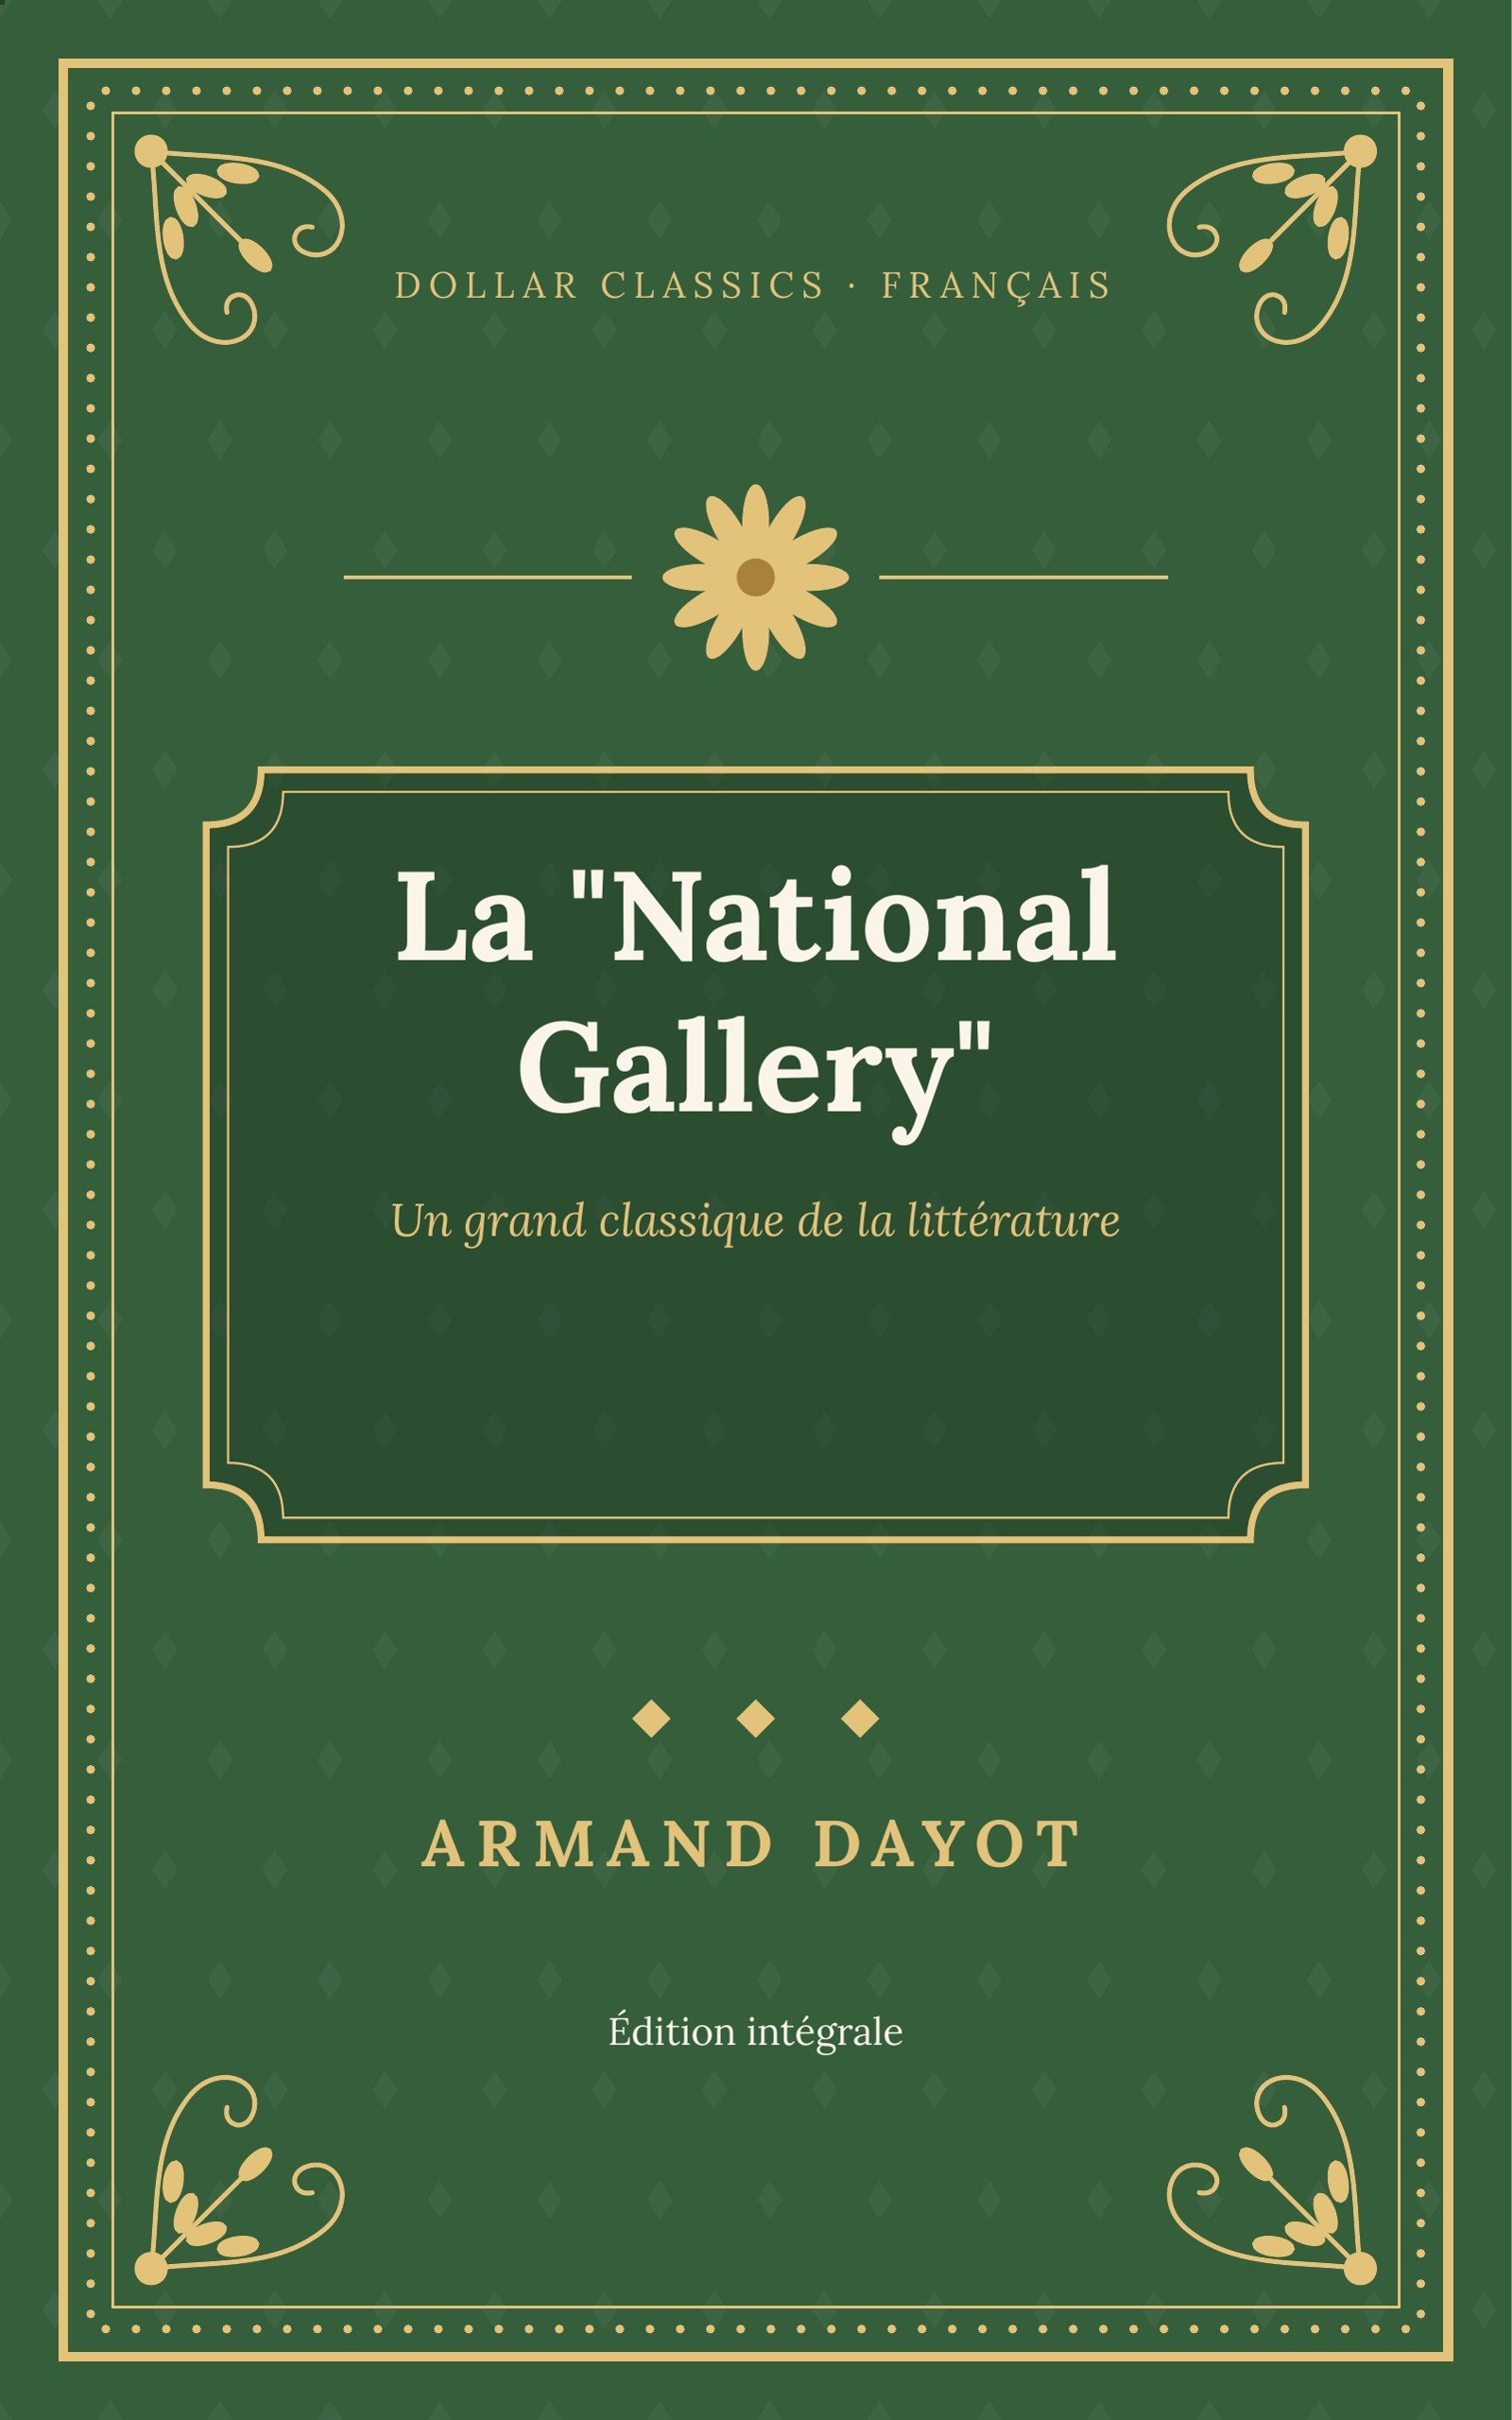 DOLLAR CLASSICS · FRANÇAIS
La "National
Gallery"
Un grand classique de la littérature
ARMAND DAYOT
Édition intégrale